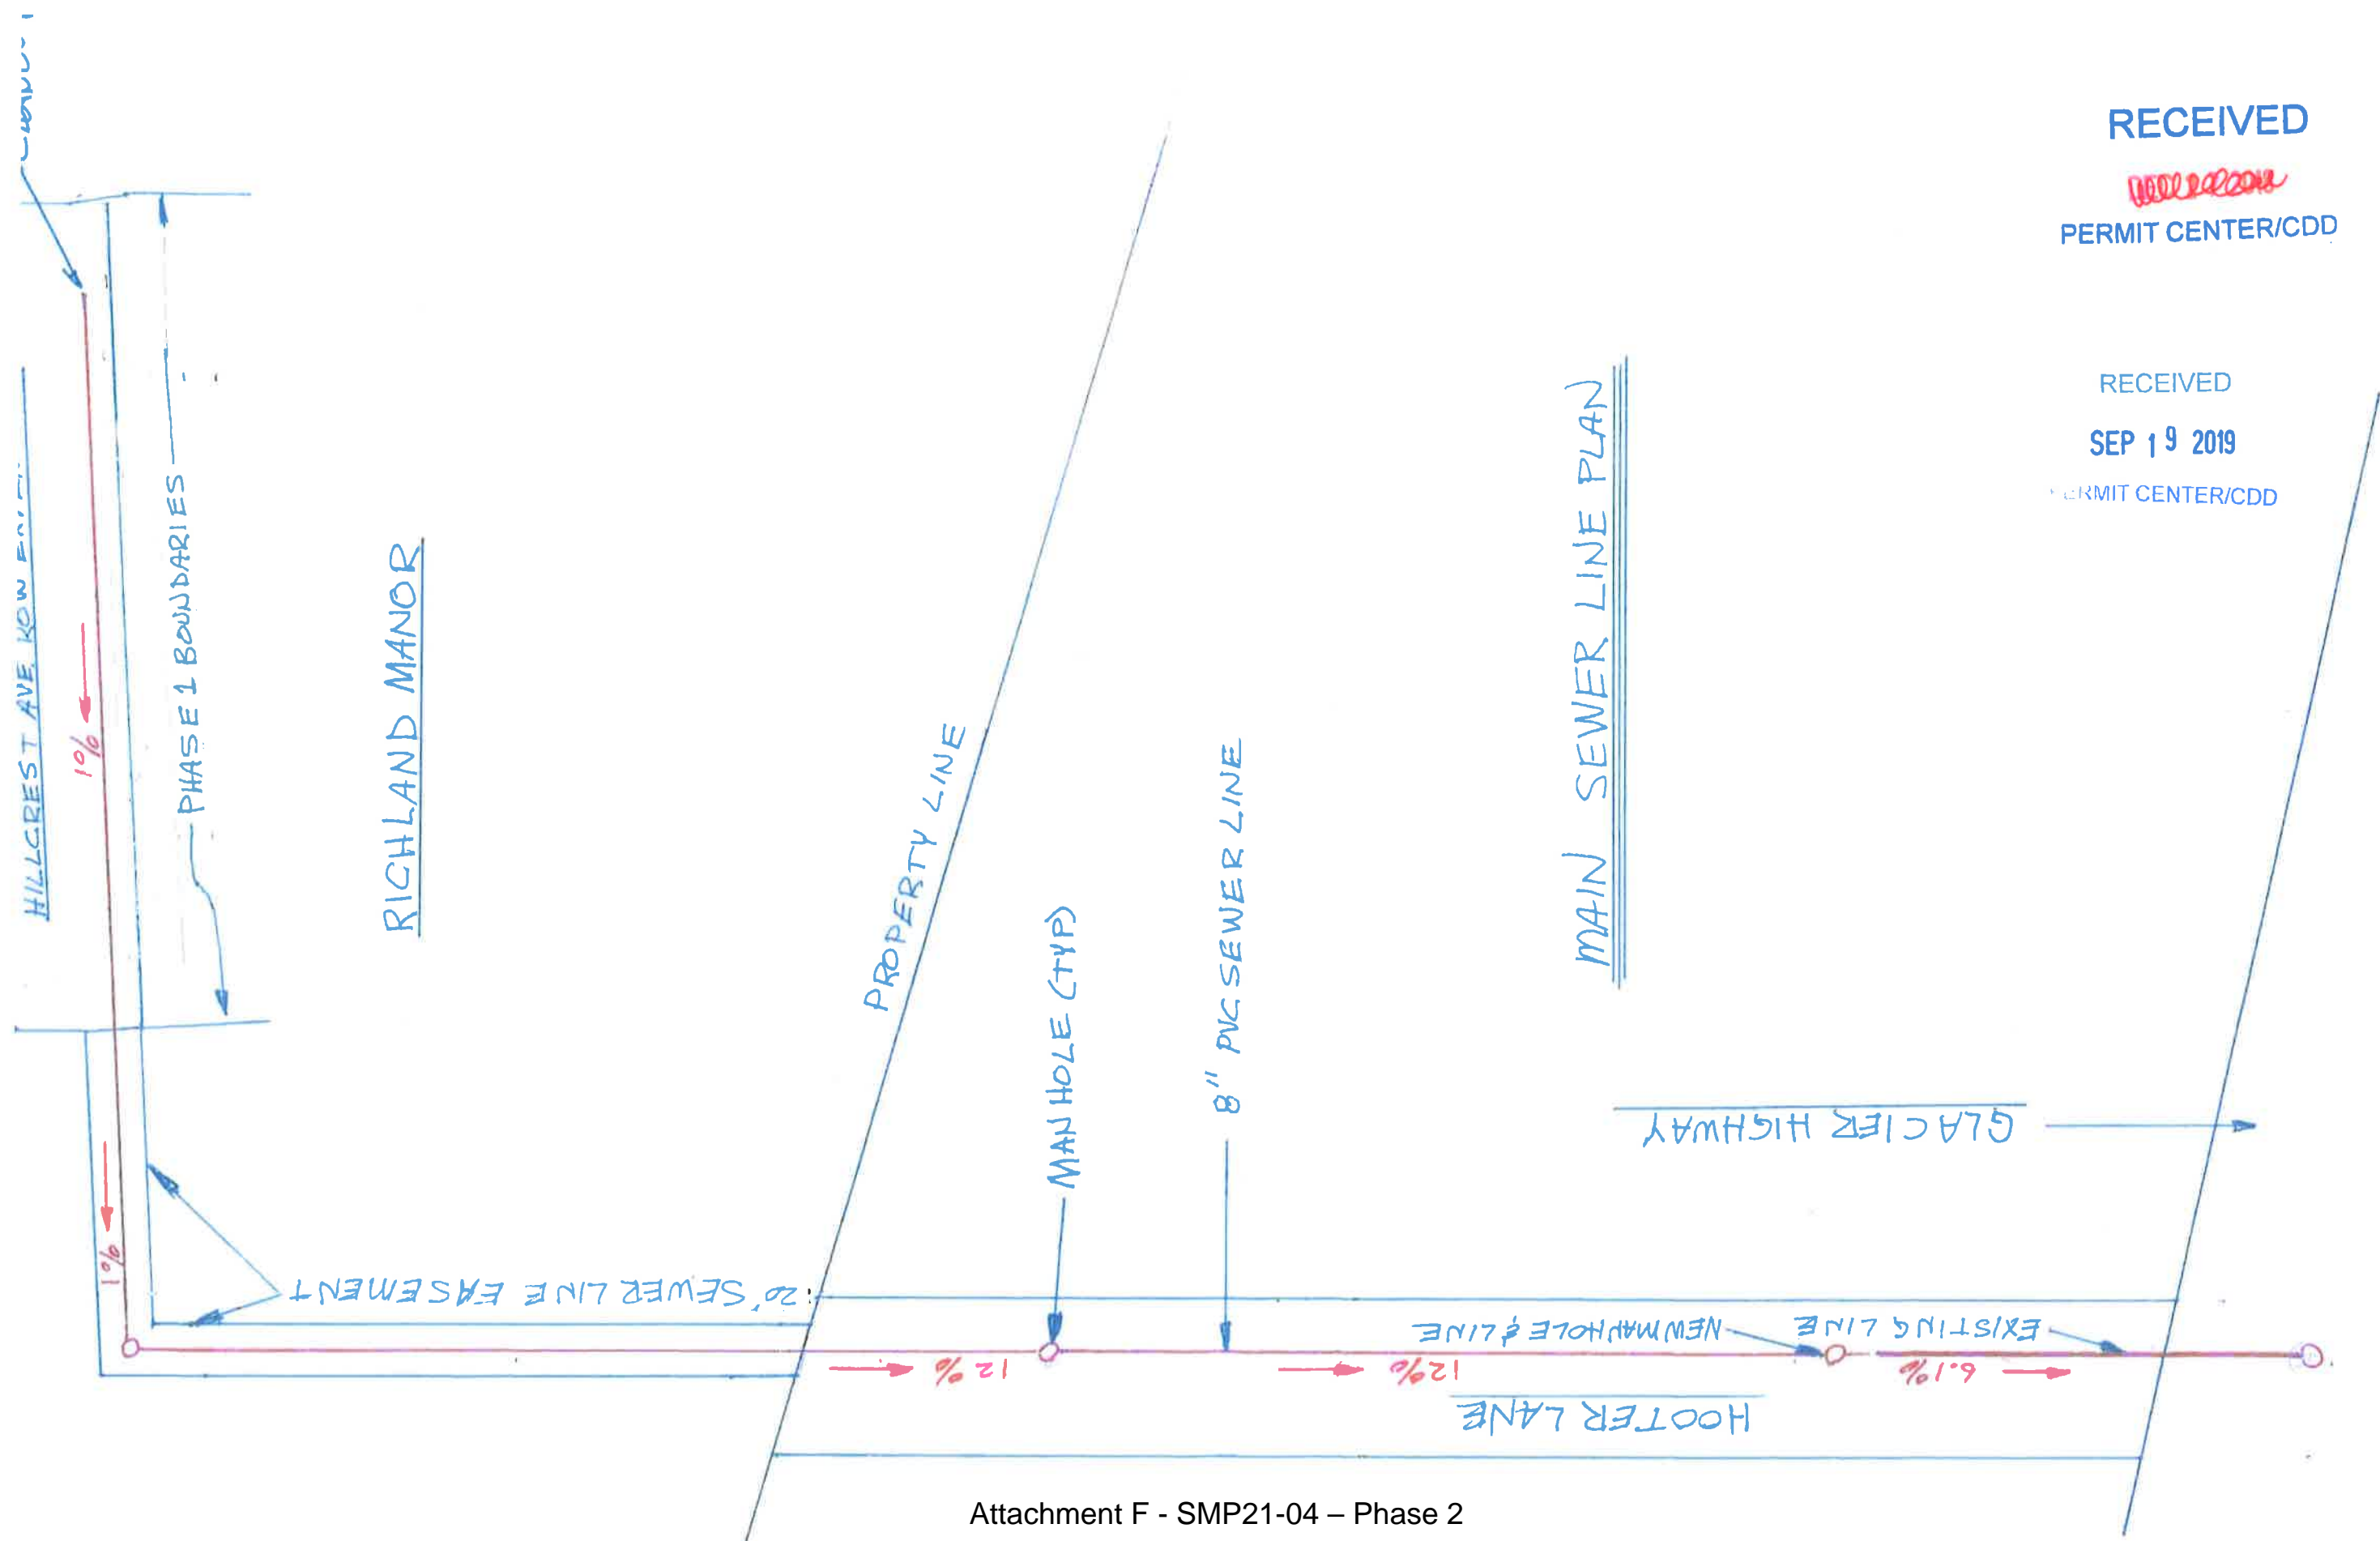 RECEIVED
PERMIT CENTER/CDD
RECEIVED
SEP 19 2019
PERMIT CENTER/CDD
HILLCREST AVE. ROW
1%
PHASE 1 BOUNDARIES
RICHLAND MANOR
PROPERTY LINE
MANHOLE (TYP)
8" PVC SEWER LINE
MAIN SEWER LINE PLAN
GLACIER HIGHWAY
1%
20' SEWER LINE EASEMENT
NEW MANHOLE & LINE
EXISTING LINE
12%
12%
6.1%
HOOTER LANE
Attachment F - SMP21-04 – Phase 2